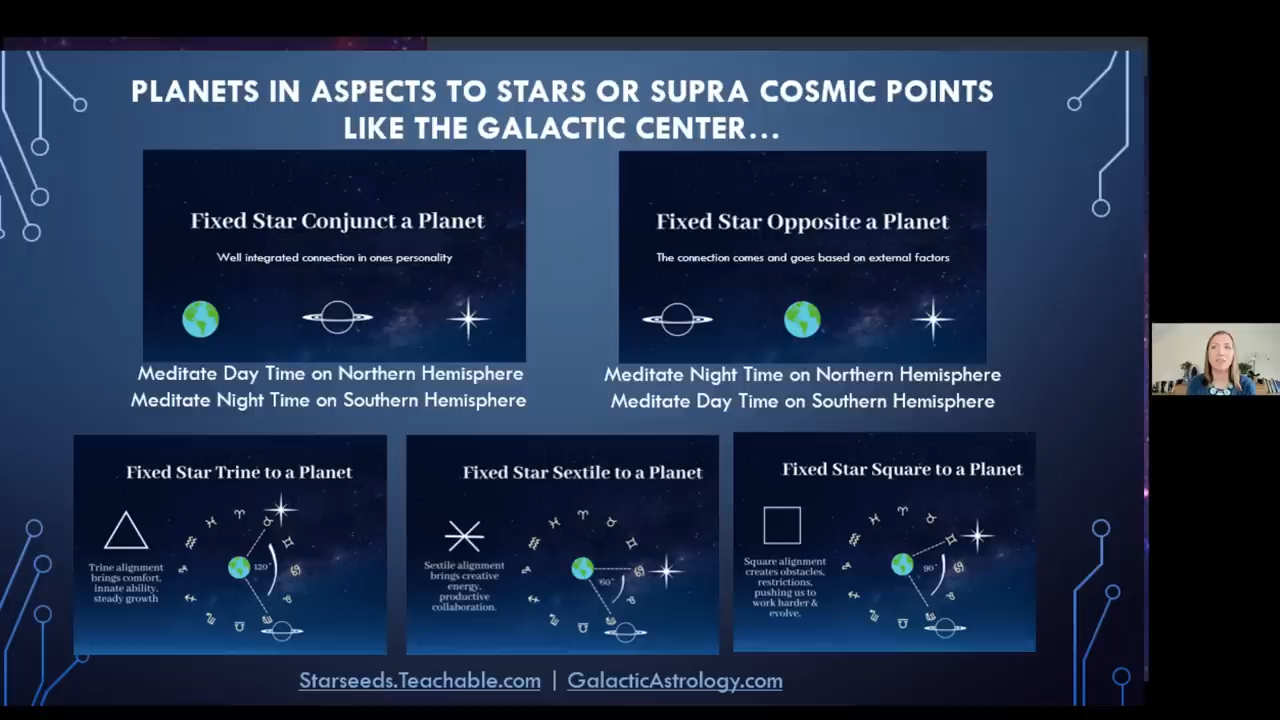 PLANETS IN ASPECTS TO STARS OR SUPRA COSMIC POINTS
LIKE THE GALACTIC CENTER...
Fixed Star Conjunct a Planet
Well integrated connection in ones personality
Meditate Day Time on Northern Hemisphere
Meditate Night Time on Southern Hemisphere
Fixed Star Opposite a Planet
The connection comes and goes based on external factors
Meditate Night Time on Northern Hemisphere
Meditate Day Time on Southern Hemisphere
Fixed Star Trine to a Planet
Trine alignment
brings comfort,
innate ability,
steady growth
120°
Fixed Star Sextile to a Planet
Sextile alignment
brings creative
energy,
productive
collaboration.
60°
Fixed Star Square to a Planet
Square alignment
creates obstacles,
restrictions,
pushing us to
work harder &
evolve.
90°
Starseeds.Teachable.com | GalacticAstrology.com